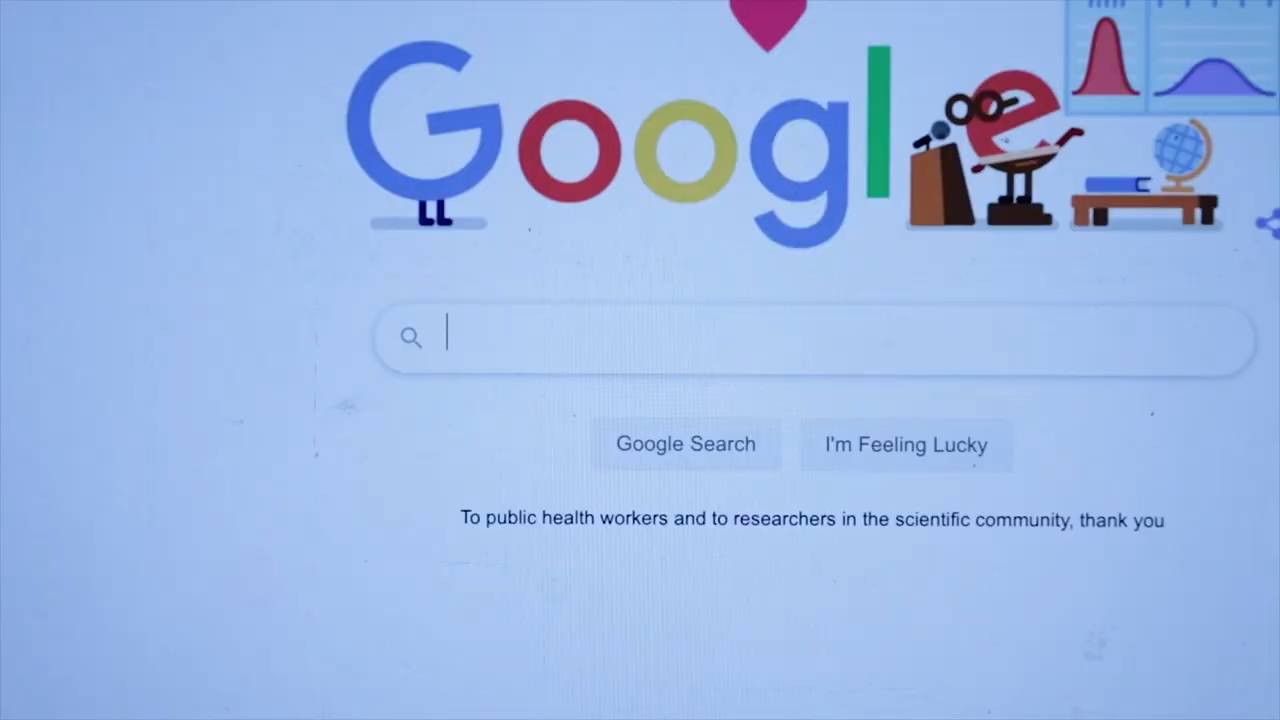 Google
Google Search
I'm Feeling Lucky
To public health workers and to researchers in the scientific community, thank you